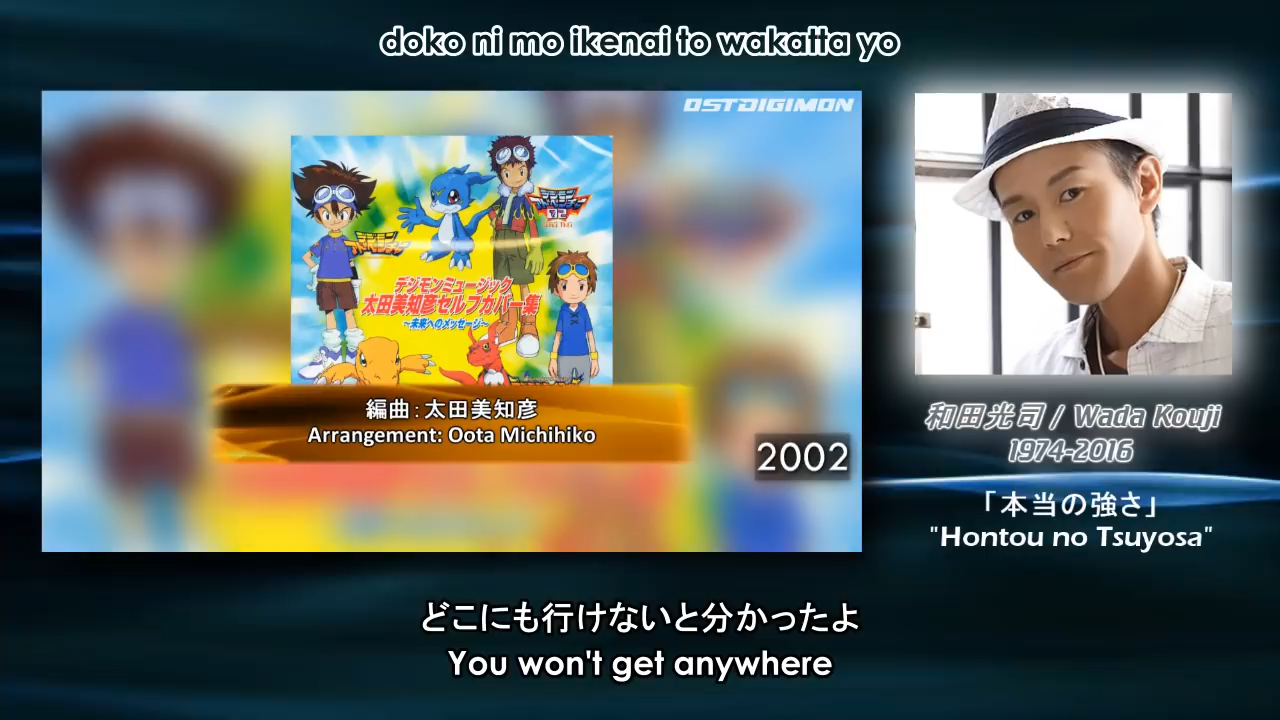 doko ni mo ikenai to wakatta yo
OSTDIGIMON
デジモンミュージック
太田美知彦セルフカバー集
～未来へのメッセージ～
編曲：太田美知彦
Arrangement: Oota Michihiko
2002
和田光司 / Wada Kouji
1974-2016
「本当の強さ」
"Hontou no Tsuyosa"
どこにも行けないと分かったよ
You won't get anywhere